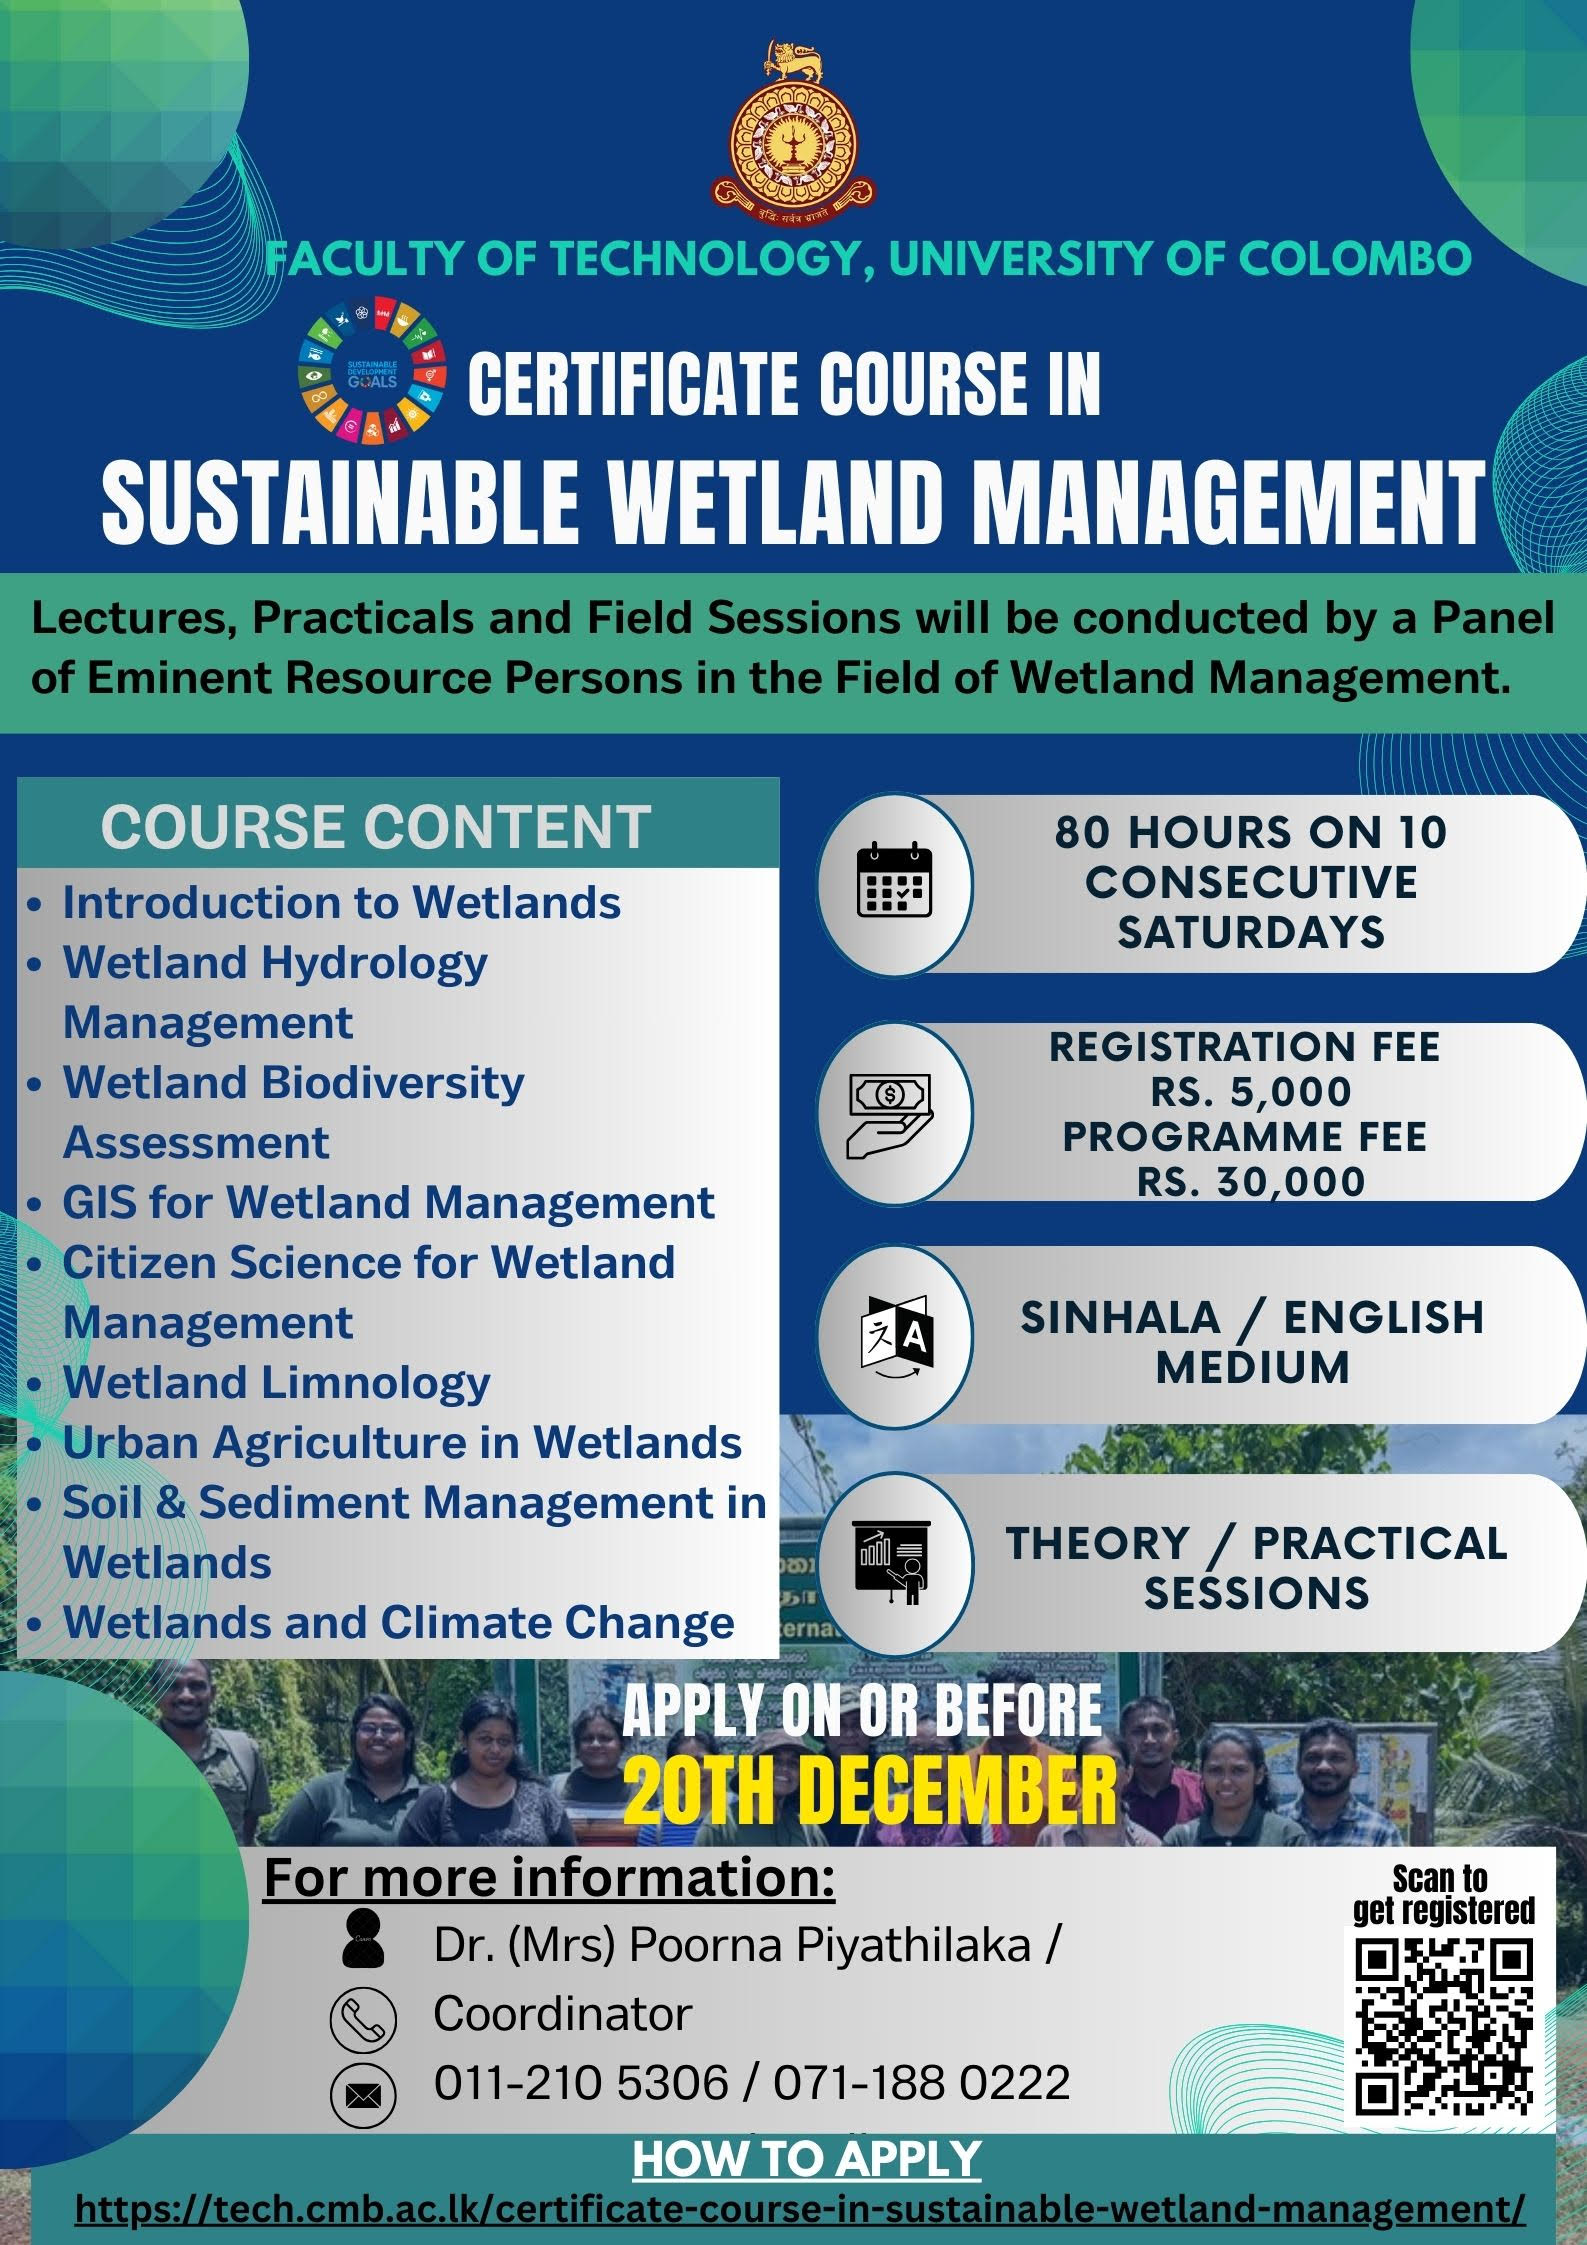 बुद्धिः सर्वत्र भ्राजते
FACULTY OF TECHNOLOGY, UNIVERSITY OF COLOMBO
SUSTAINABLE
DEVELOPMENT
GOALS
CERTIFICATE COURSE IN
SUSTAINABLE WETLAND MANAGEMENT
Lectures, Practicals and Field Sessions will be conducted by a Panel
of Eminent Resource Persons in the Field of Wetland Management.
COURSE CONTENT
• Introduction to Wetlands
• Wetland Hydrology
Management
• Wetland Biodiversity
Assessment
• GIS for Wetland Management
• Citizen Science for Wetland
Management
• Wetland Limnology
• Urban Agriculture in Wetlands
• Soil & Sediment Management in
Wetlands
• Wetlands and Climate Change
80 HOURS ON 10
CONSECUTIVE
SATURDAYS
REGISTRATION FEE
RS. 5,000
PROGRAMME FEE
RS. 30,000
SINHALA / ENGLISH
MEDIUM
THEORY / PRACTICAL
SESSIONS
APPLY ON OR BEFORE
20TH DECEMBER
For more information:
Dr. (Mrs) Poorna Piyathilaka /
Coordinator
011-210 5306 / 071-188 0222
Scan to
get registered
HOW TO APPLY
https://tech.cmb.ac.lk/certificate-course-in-sustainable-wetland-management/